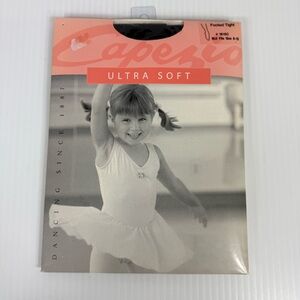 Capezio
Footed Tight
ULTRA SOFT
DANCING SINCE 1887